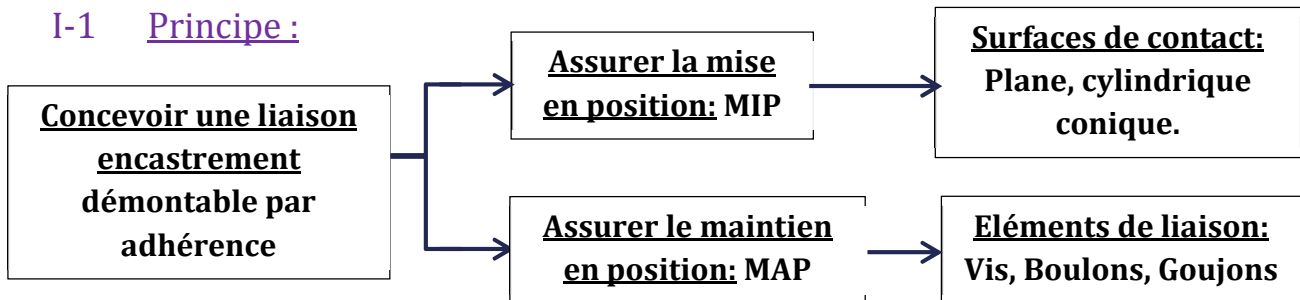 I-1 Principe :
Concevoir une liaison
encastrement
démontable par
adhérence
Assurer la mise
en position: MIP
Surfaces de contact:
Plane, cylindrique
conique.
Assurer le maintien
en position: MAP
Eléments de liaison:
Vis, Boulons, Goujons